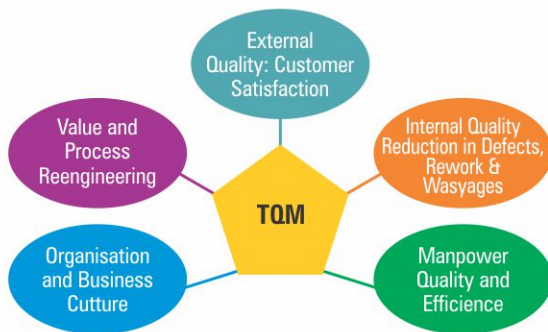 External
Quality: Customer
Satisfaction
Value and
Process
Reengineering
Internal Quality
Reduction in Defects,
Rework &
Wasyages
TQM
Organisation
and Business
Cutture
Manpower
Quality and
Efficience